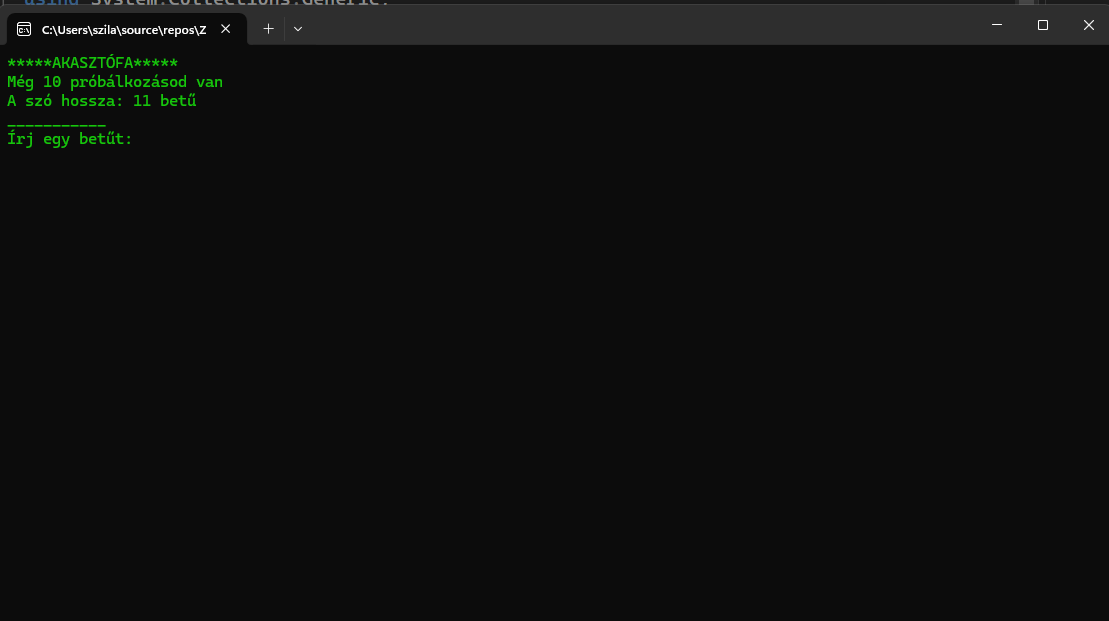 using System.Collections.Generic;
C:\Users\szila\source\repos\Z
*****AKASZTÓFA*****
Még 10 próbálkozásod van
A szó hossza: 11 betű
___________
Írj egy betűt: